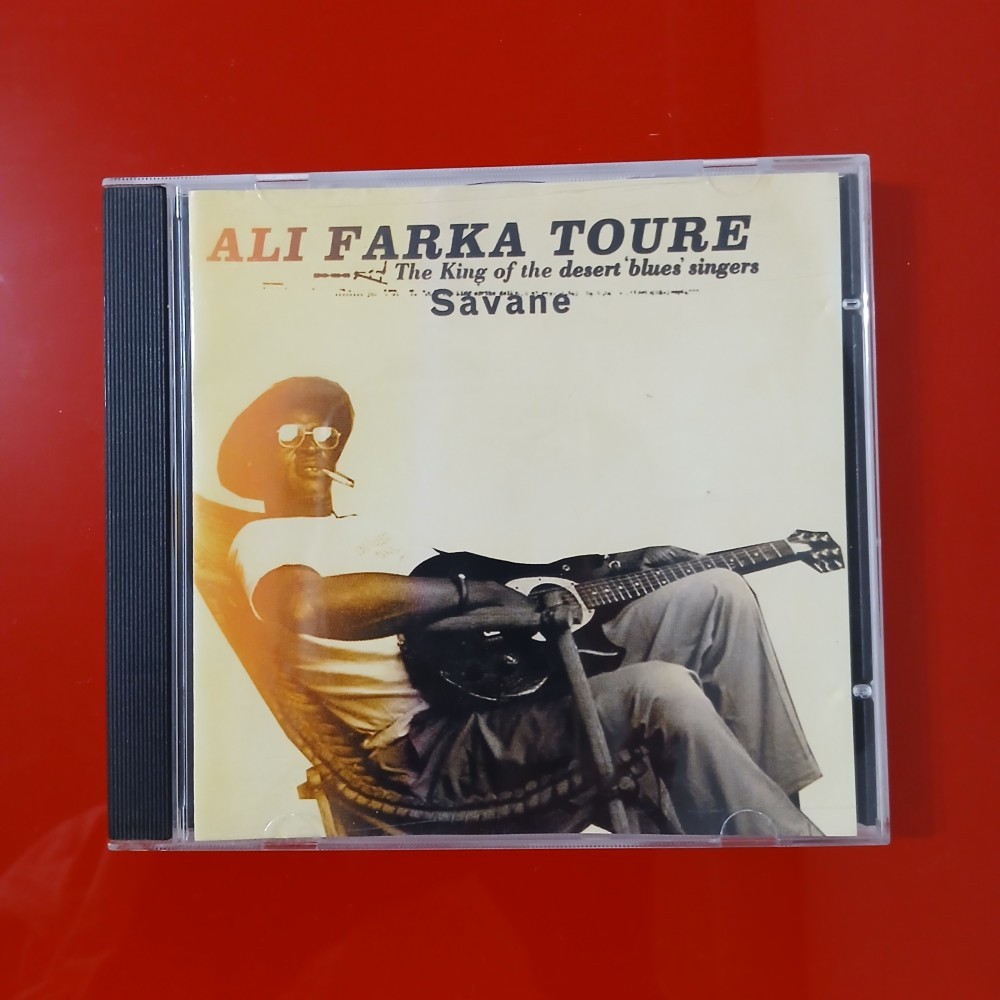 ALI FARKA TOURE
The King of the desert 'blues' singers
Savane